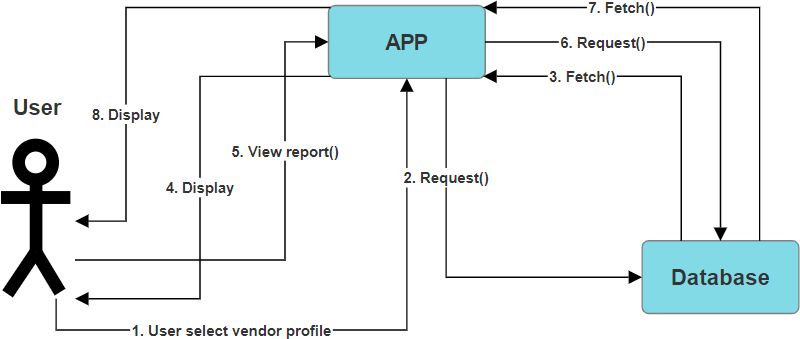 7. Fetch()
APP
6. Request()
3. Fetch()
User
8. Display
5. View report()
4. Display
2. Request()
Database
1. User select vendor profile